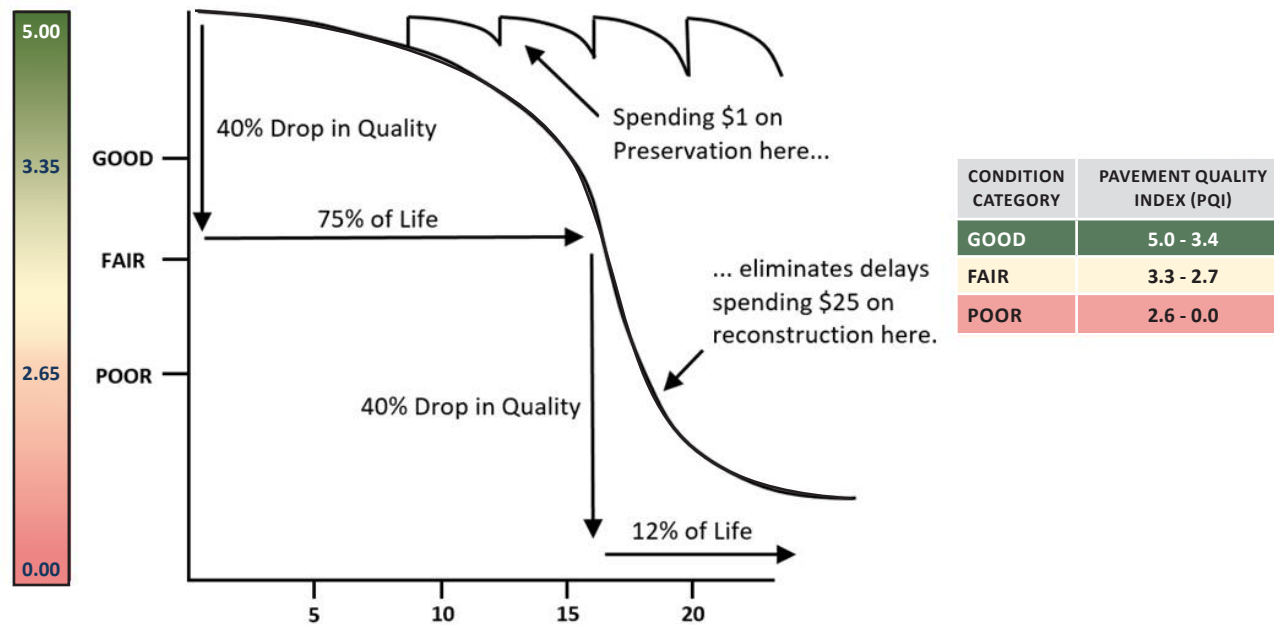 5.00
3.35
2.65
0.00
GOOD
FAIR
POOR
40% Drop in Quality
75% of Life
Spending $1 on
Preservation here...
... eliminates delays
spending $25 on
reconstruction here.
40% Drop in Quality
12% of Life
5 10 15 20
CONDITION CATEGORY PAVEMENT QUALITY INDEX (PQI)
GOOD 5.0 - 3.4
FAIR 3.3 - 2.7
POOR 2.6 - 0.0